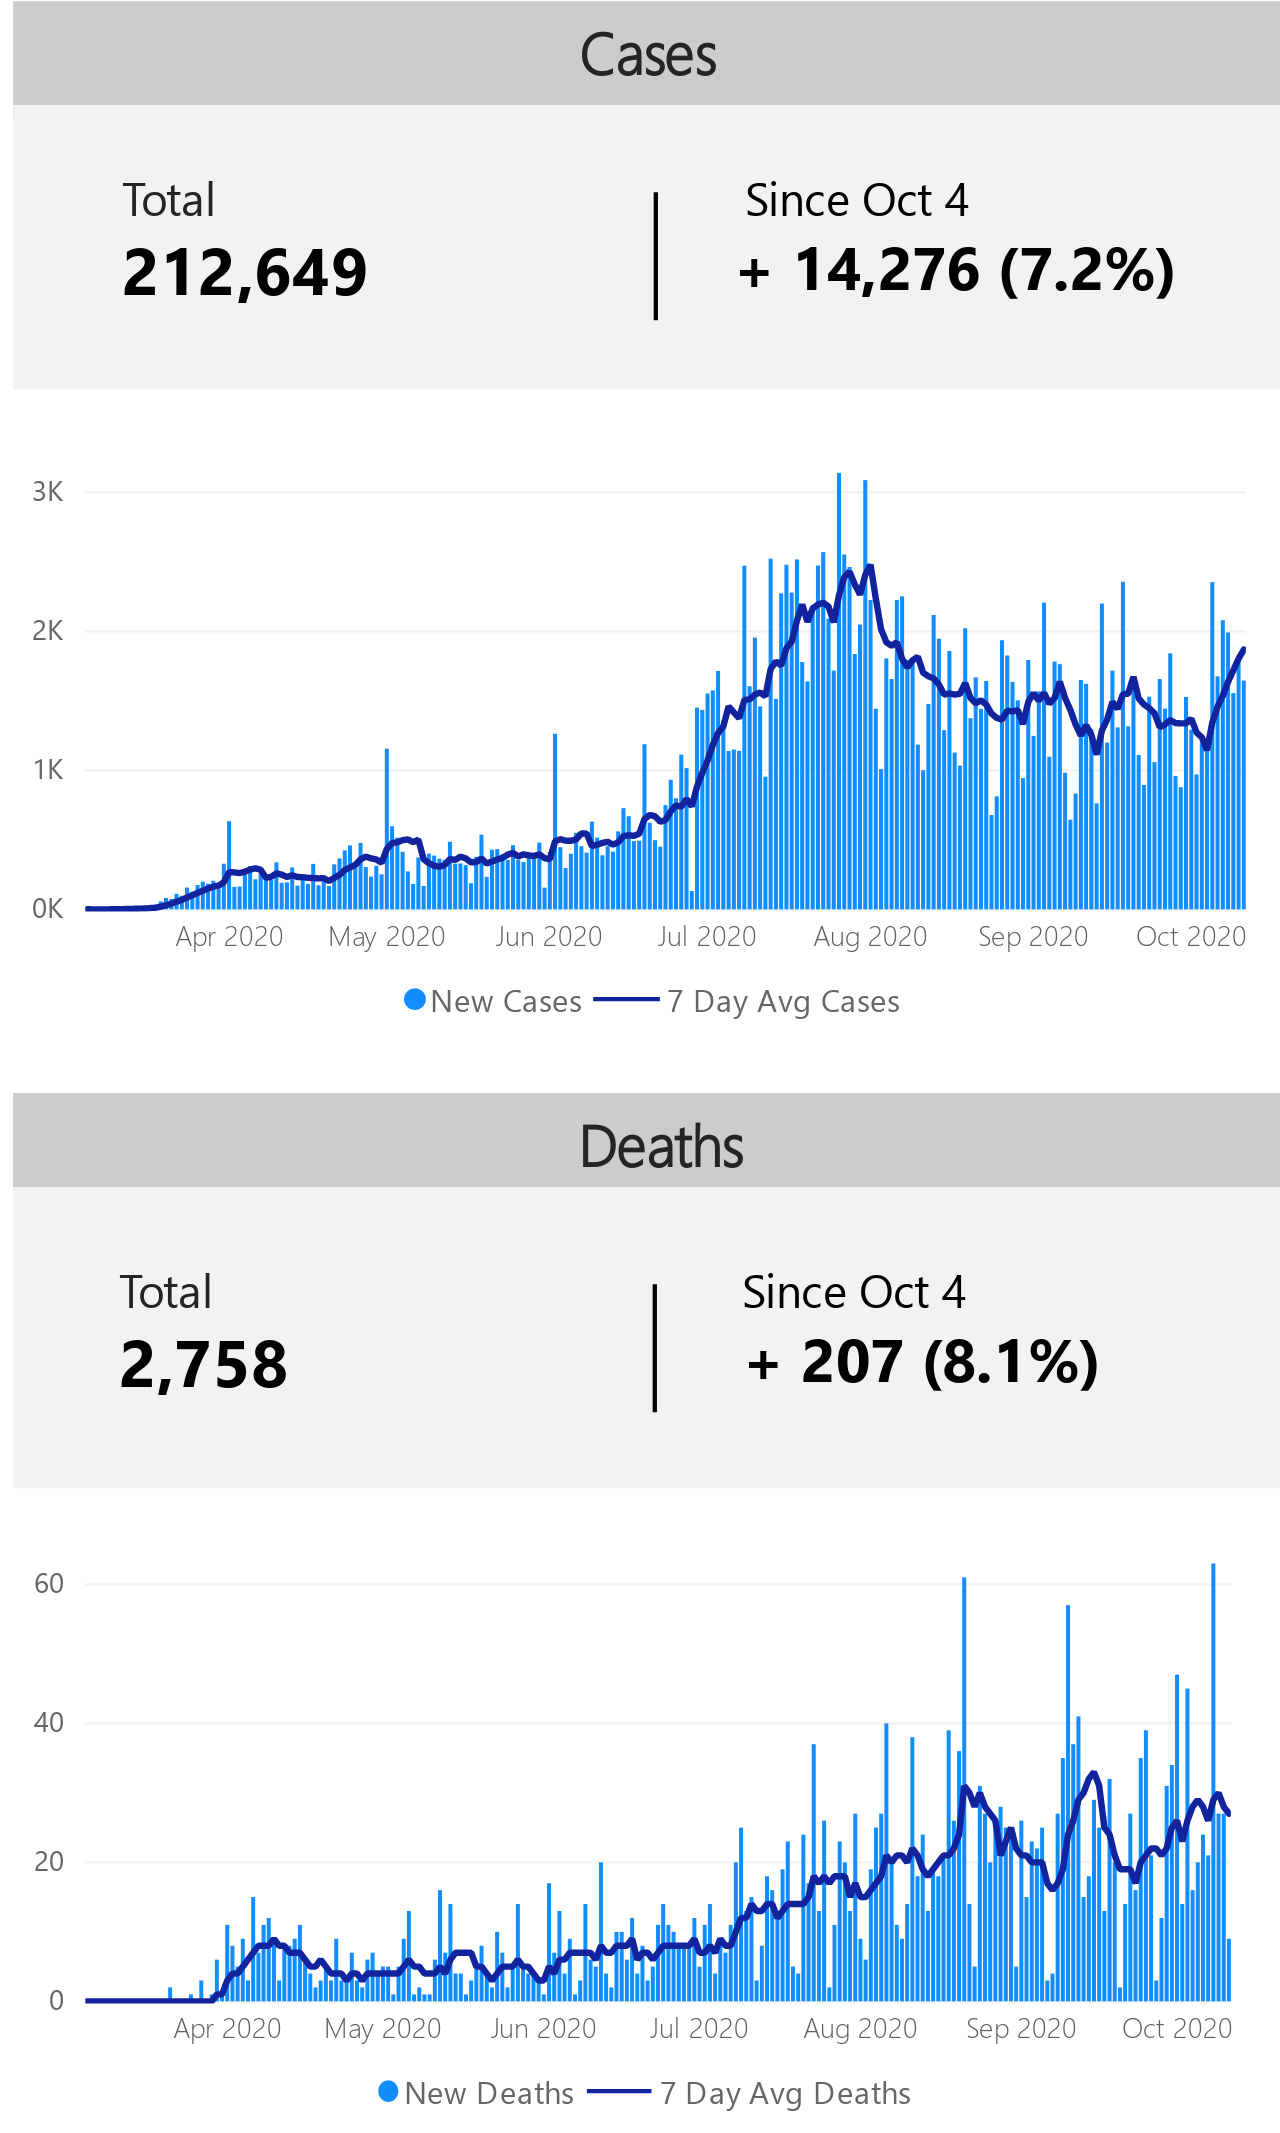 Cases
Total
Since Oct 4
212,649
+ 14,276 (7.2%)
3K
2K
1K
0K
Apr 2020
May 2020
Jun 2020
Jul 2020
Aug 2020
Sep 2020
Oct 2020
New Cases
7 Day Avg Cases
Deaths
Total
Since Oct 4
2,758
+ 207 (8.1%)
60
40
20
0
Apr 2020
May 2020
Jun 2020
Jul 2020
Aug 2020
Sep 2020
Oct 2020
New Deaths
7 Day Avg Deaths